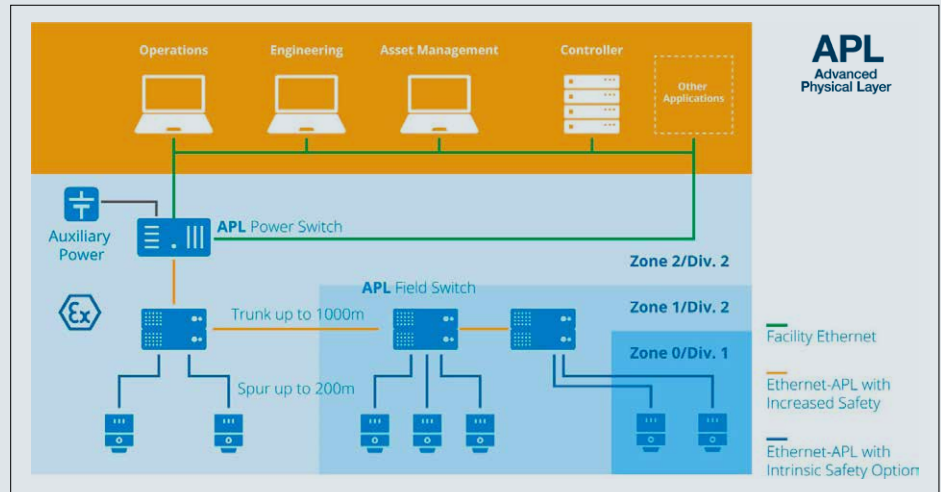 Operations
Engineering
Asset Management
Controller
Other
Applications
APL
Advanced
Physical Layer
Auxiliary
Power
APL Power Switch
Zone 2/Div. 2
Ex
APL Field Switch
Trunk up to 1000m
Zone 1/Div. 2
Spur up to 200m
Zone 0/Div. 1
Facility Ethernet
Ethernet-APL with
Increased Safety
Ethernet-APL with
Intrinsic Safety Option